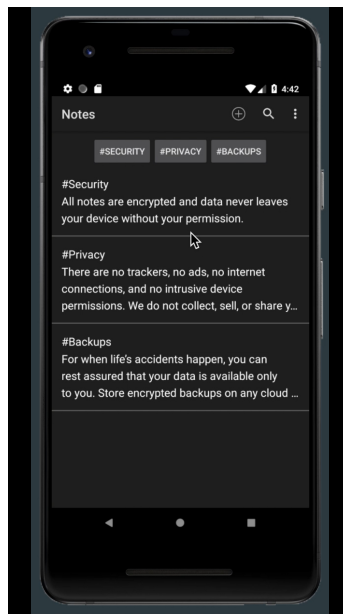 4:42
Notes
#SECURITY #PRIVACY #BACKUPS
#Security
All notes are encrypted and data never leaves
your device without your permission.
#Privacy
There are no trackers, no ads, no internet
connections, and no intrusive device
permissions. We do not collect, sell, or share y…
#Backups
For when life’s accidents happen, you can
rest assured that your data is available only
to you. Store encrypted backups on any cloud …